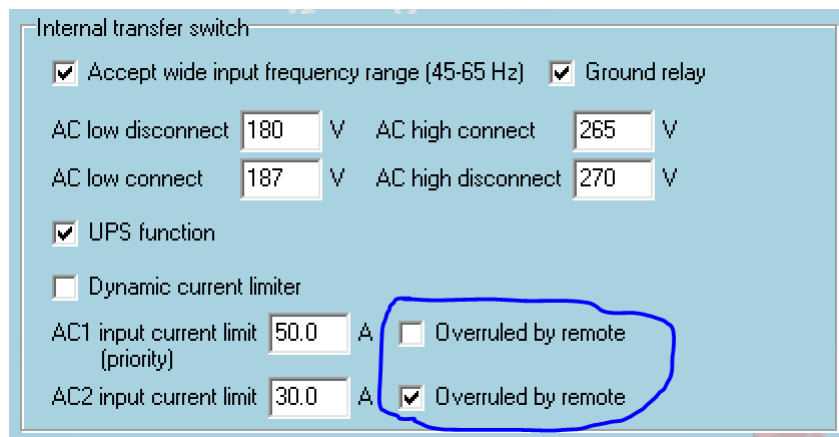 Internal transfer switch
Accept wide input frequency range (45-65 Hz) Ground relay
AC low disconnect 180 V AC high connect 265 V
AC low connect 187 V AC high disconnect 270 V
UPS function
Dynamic current limiter
AC1 input current limit 50.0 A Overruled by remote
(priority)
AC2 input current limit 30.0 A Overruled by remote